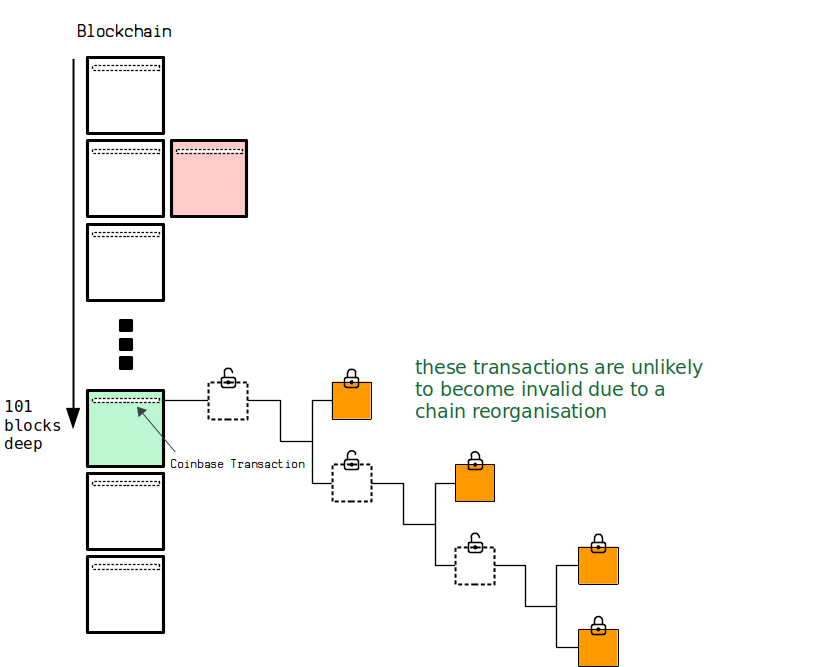 Blockchain
these transactions are unlikely
to become invalid due to a
chain reorganisation
101
blocks
deep
Coinbase Transaction